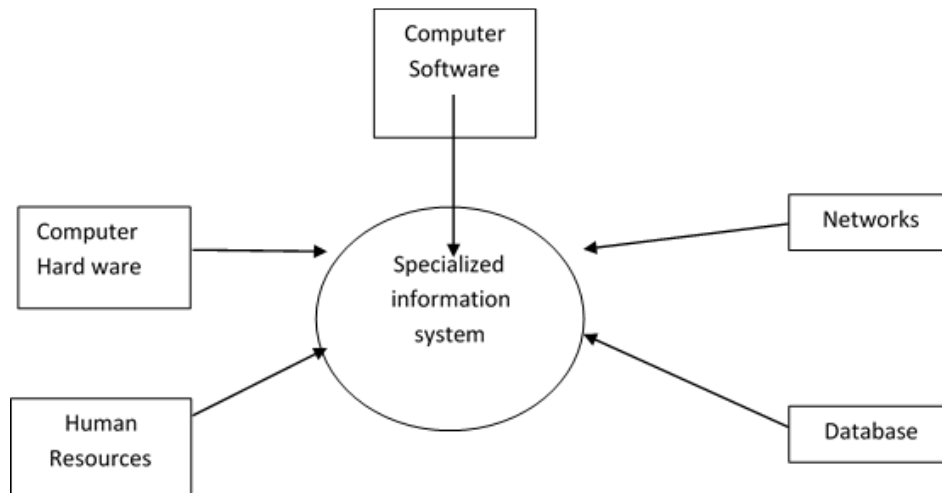 Computer
Software
Computer
Hard ware
Networks
Specialized
information
system
Human
Resources
Database